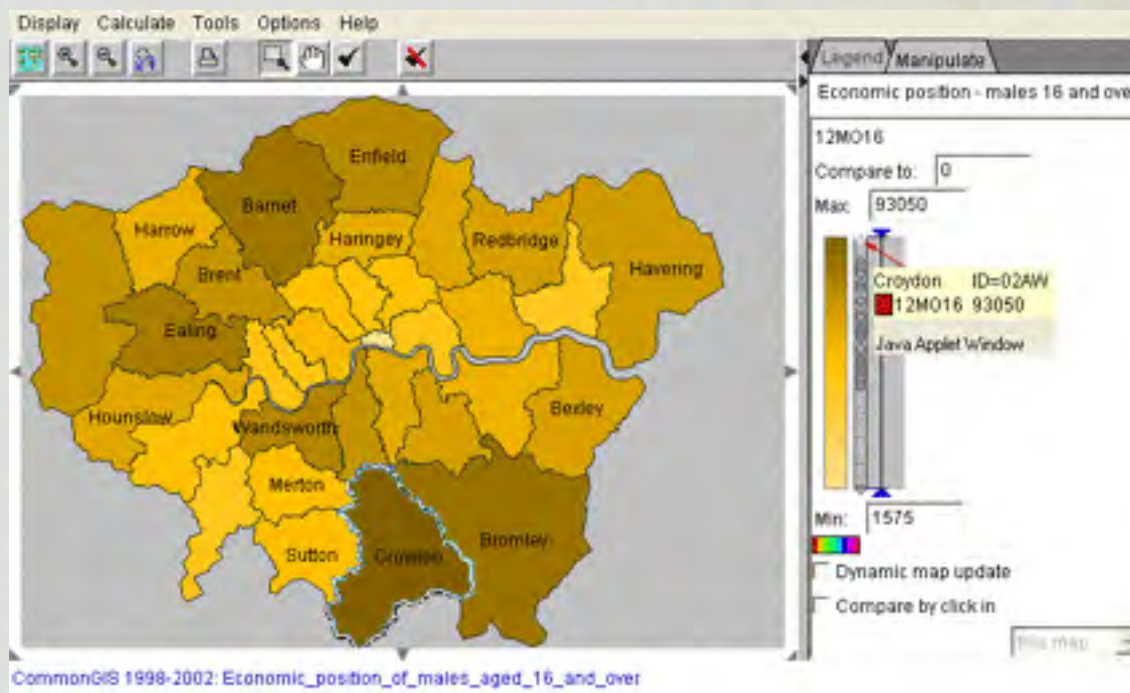 Display Calculate Tools Options Help
Legend Manipulate
Economic position - males 16 and ove
12MO16
Compare to: 0
Max: 93050
Croydon ID=02AW
12MO16 93050
Java Applet Window
Min: 1575
Dynamic map update
Compare by click in
this map
Enfield
Barnet
Harrow
Haringey
Redbridge
Brent
Havering
Ealing
Hounslow
Bexley
Wandsworth
Merton
Sutton
Croydon
Bromley
CommonGIS 1998-2002: Economic_position_of_males_aged_16_and_over